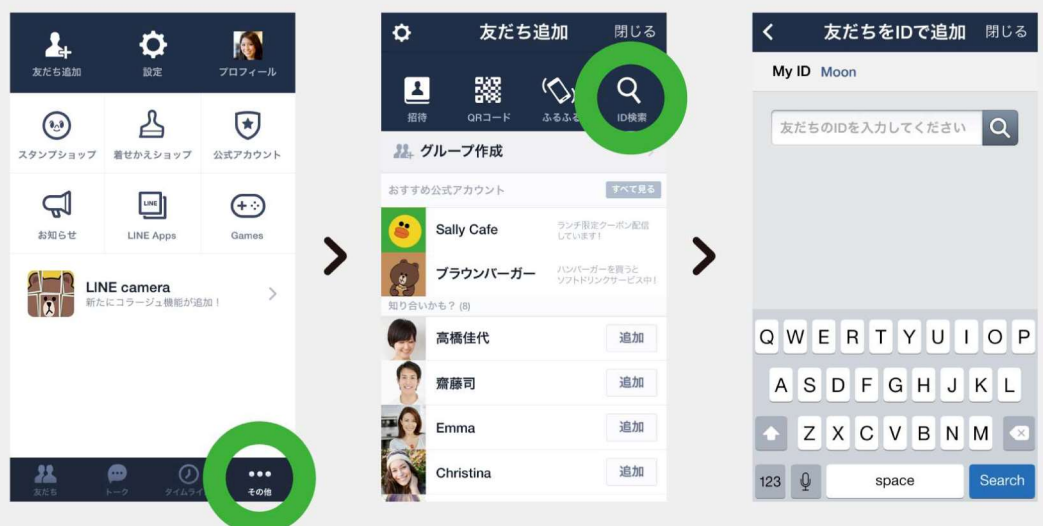 友だち追加
設定
プロフィール
スタンプショップ
着せかえショップ
公式アカウント
お知らせ
LINE
LINE Apps
Games
LINE camera
新たにコラージュ機能が追加！
友だち
トーク
その他
友だち追加
閉じる
招待
QRコード
ふるふる
ID検索
グループ作成
おすすめ公式アカウント
すべて見る
Sally Cafe
ランチ限定クーポン配信
しています！
ブラウンバーガー
ハンバーガーを買うと
ソフトドリンクサービス中！
知り合いかも？ (8)
高橋佳代
追加
齋藤司
追加
Emma
追加
Christina
追加
友だちをIDで追加
閉じる
My ID Moon
友だちのIDを入力してください
Q W E R T Y U I O P
A S D F G H J K L
Z X C V B N M
123
space
Search